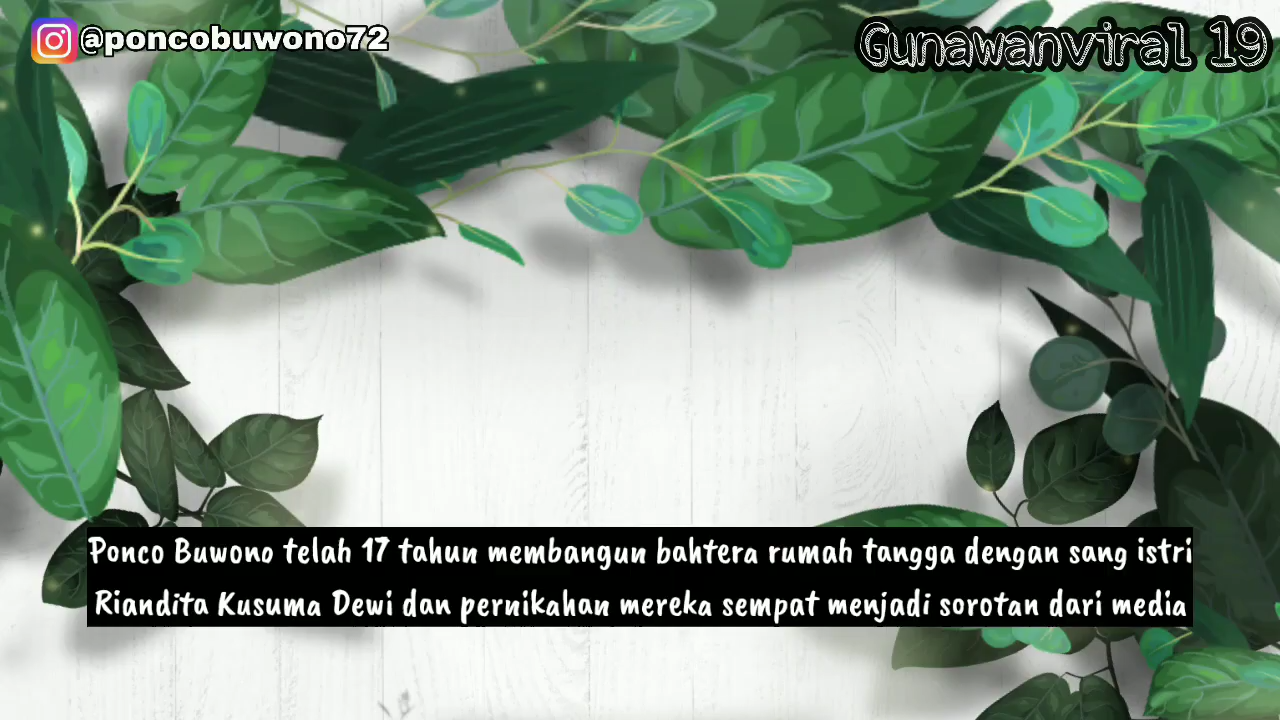 @poncobuwono72
Gunawanviral 19
Ponco Buwono telah 17 tahun membangun bahtera rumah tangga dengan sang istri
Riandita Kusuma Dewi dan pernikahan mereka sempat menjadi sorotan dari media